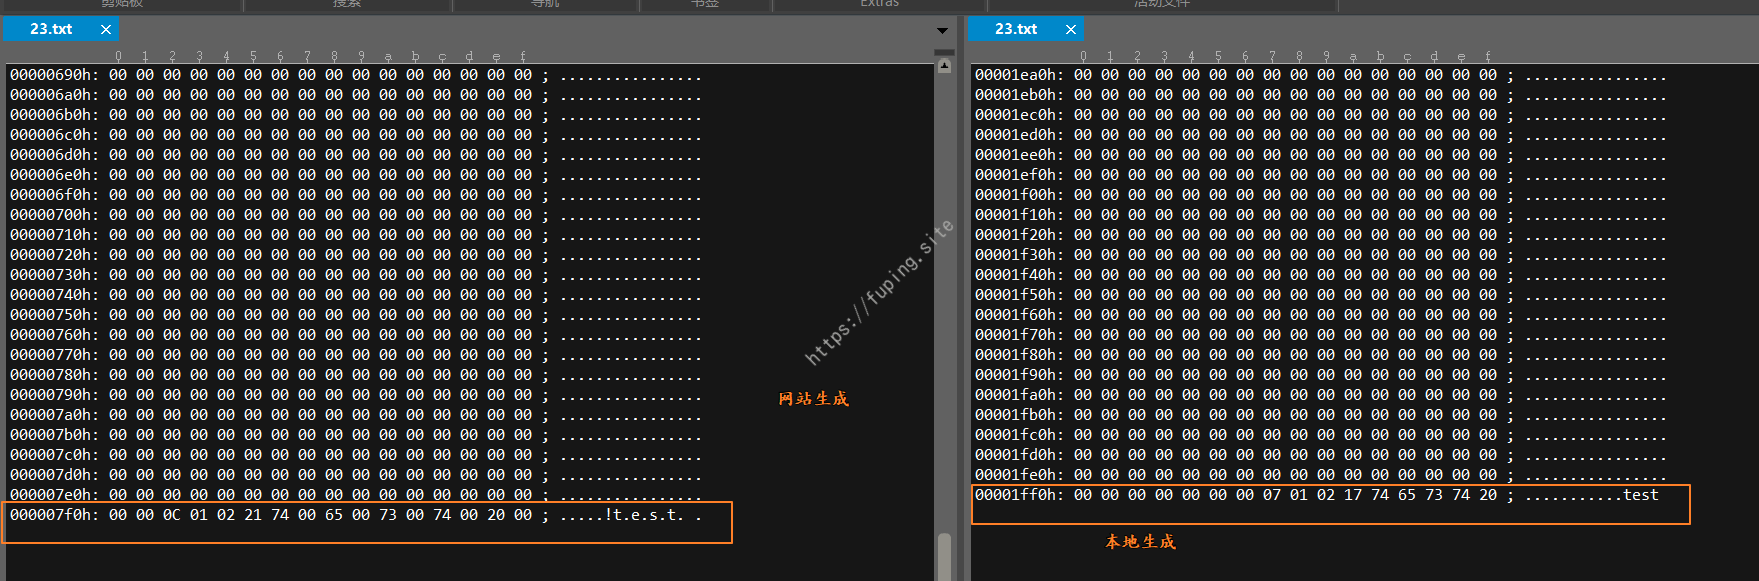 剪贴板 搜索 导航 书签 Extras 活动文件
23.txt × 23.txt ×
0 1 2 3 4 5 6 7 8 9 a b c d e f
00000690h: 00 00 00 00 00 00 00 00 00 00 00 00 00 00 00 00 ; ................
000006a0h: 00 00 00 00 00 00 00 00 00 00 00 00 00 00 00 00 ; ................
000006b0h: 00 00 00 00 00 00 00 00 00 00 00 00 00 00 00 00 ; ................
000006c0h: 00 00 00 00 00 00 00 00 00 00 00 00 00 00 00 00 ; ................
000006d0h: 00 00 00 00 00 00 00 00 00 00 00 00 00 00 00 00 ; ................
000006e0h: 00 00 00 00 00 00 00 00 00 00 00 00 00 00 00 00 ; ................
000006f0h: 00 00 00 00 00 00 00 00 00 00 00 00 00 00 00 00 ; ................
00000700h: 00 00 00 00 00 00 00 00 00 00 00 00 00 00 00 00 ; ................
00000710h: 00 00 00 00 00 00 00 00 00 00 00 00 00 00 00 00 ; ................
00000720h: 00 00 00 00 00 00 00 00 00 00 00 00 00 00 00 00 ; ................
00000730h: 00 00 00 00 00 00 00 00 00 00 00 00 00 00 00 00 ; ................
00000740h: 00 00 00 00 00 00 00 00 00 00 00 00 00 00 00 00 ; ................
00000750h: 00 00 00 00 00 00 00 00 00 00 00 00 00 00 00 00 ; ................
00000760h: 00 00 00 00 00 00 00 00 00 00 00 00 00 00 00 00 ; ................
00000770h: 00 00 00 00 00 00 00 00 00 00 00 00 00 00 00 00 ; ................
00000780h: 00 00 00 00 00 00 00 00 00 00 00 00 00 00 00 00 ; ................
00000790h: 00 00 00 00 00 00 00 00 00 00 00 00 00 00 00 00 ; ................
000007a0h: 00 00 00 00 00 00 00 00 00 00 00 00 00 00 00 00 ; ................
000007b0h: 00 00 00 00 00 00 00 00 00 00 00 00 00 00 00 00 ; ................
000007c0h: 00 00 00 00 00 00 00 00 00 00 00 00 00 00 00 00 ; ................
000007d0h: 00 00 00 00 00 00 00 00 00 00 00 00 00 00 00 00 ; ................
000007e0h: 00 00 00 00 00 00 00 00 00 00 00 00 00 00 00 00 ; ................
000007f0h: 00 00 0C 01 02 21 74 00 65 00 73 00 74 00 20 00 ; .....!t.e.s.t. .
网站生成
https://fuping.site
0 1 2 3 4 5 6 7 8 9 a b c d e f
00001ea0h: 00 00 00 00 00 00 00 00 00 00 00 00 00 00 00 00 ; ................
00001eb0h: 00 00 00 00 00 00 00 00 00 00 00 00 00 00 00 00 ; ................
00001ec0h: 00 00 00 00 00 00 00 00 00 00 00 00 00 00 00 00 ; ................
00001ed0h: 00 00 00 00 00 00 00 00 00 00 00 00 00 00 00 00 ; ................
00001ee0h: 00 00 00 00 00 00 00 00 00 00 00 00 00 00 00 00 ; ................
00001ef0h: 00 00 00 00 00 00 00 00 00 00 00 00 00 00 00 00 ; ................
00001f00h: 00 00 00 00 00 00 00 00 00 00 00 00 00 00 00 00 ; ................
00001f10h: 00 00 00 00 00 00 00 00 00 00 00 00 00 00 00 00 ; ................
00001f20h: 00 00 00 00 00 00 00 00 00 00 00 00 00 00 00 00 ; ................
00001f30h: 00 00 00 00 00 00 00 00 00 00 00 00 00 00 00 00 ; ................
00001f40h: 00 00 00 00 00 00 00 00 00 00 00 00 00 00 00 00 ; ................
00001f50h: 00 00 00 00 00 00 00 00 00 00 00 00 00 00 00 00 ; ................
00001f60h: 00 00 00 00 00 00 00 00 00 00 00 00 00 00 00 00 ; ................
00001f70h: 00 00 00 00 00 00 00 00 00 00 00 00 00 00 00 00 ; ................
00001f80h: 00 00 00 00 00 00 00 00 00 00 00 00 00 00 00 00 ; ................
00001f90h: 00 00 00 00 00 00 00 00 00 00 00 00 00 00 00 00 ; ................
00001fa0h: 00 00 00 00 00 00 00 00 00 00 00 00 00 00 00 00 ; ................
00001fb0h: 00 00 00 00 00 00 00 00 00 00 00 00 00 00 00 00 ; ................
00001fc0h: 00 00 00 00 00 00 00 00 00 00 00 00 00 00 00 00 ; ................
00001fd0h: 00 00 00 00 00 00 00 00 00 00 00 00 00 00 00 00 ; ................
00001fe0h: 00 00 00 00 00 00 00 00 00 00 00 00 00 00 00 00 ; ................
00001ff0h: 00 00 00 00 00 00 00 07 01 02 17 74 65 73 74 20 ; ...........test
本地生成